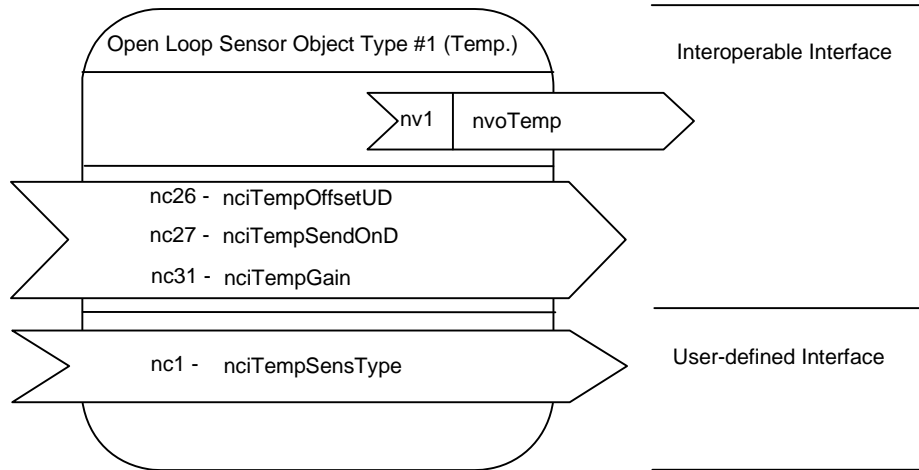 Open Loop Sensor Object Type #1 (Temp.)
Interoperable Interface
nv1 nvoTemp
nc26 - nciTempOffsetUD
nc27 - nciTempSendOnD
nc31 - nciTempGain
nc1 - nciTempSensType
User-defined Interface